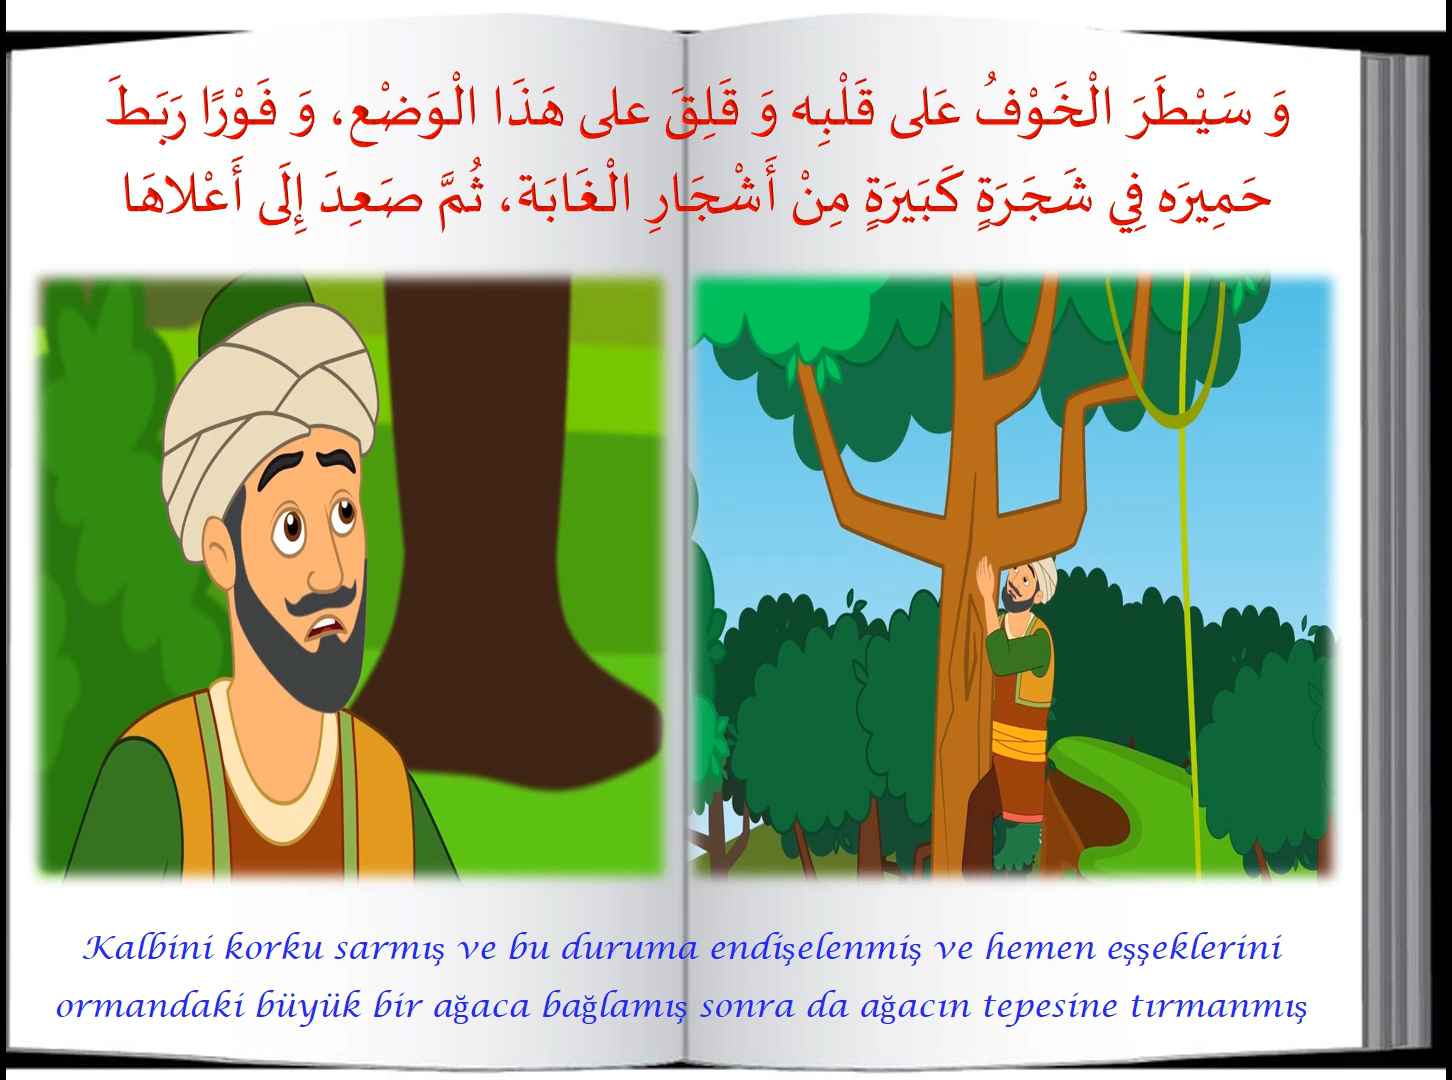 وَ سَيْطَرَ الْخَوْفُ عَلى قَلْبِه وَ قَلِقَ على هَذَا الْوَضْع، وَ فَوْرًا رَبَطَ
حَمِيرَه فِي شَجَرَةٍ كَبَيرَةٍ مِنْ أَشْجَارِ الْغَابَة، ثُمَّ صَعِدَ إِلَى أَعْلاهَا
Kalbini korku sarmış ve bu duruma endişelenmiş ve hemen eşşeklerini
ormandaki büyük bir ağaca bağlamış sonra da ağacın tepesine tırmanmış